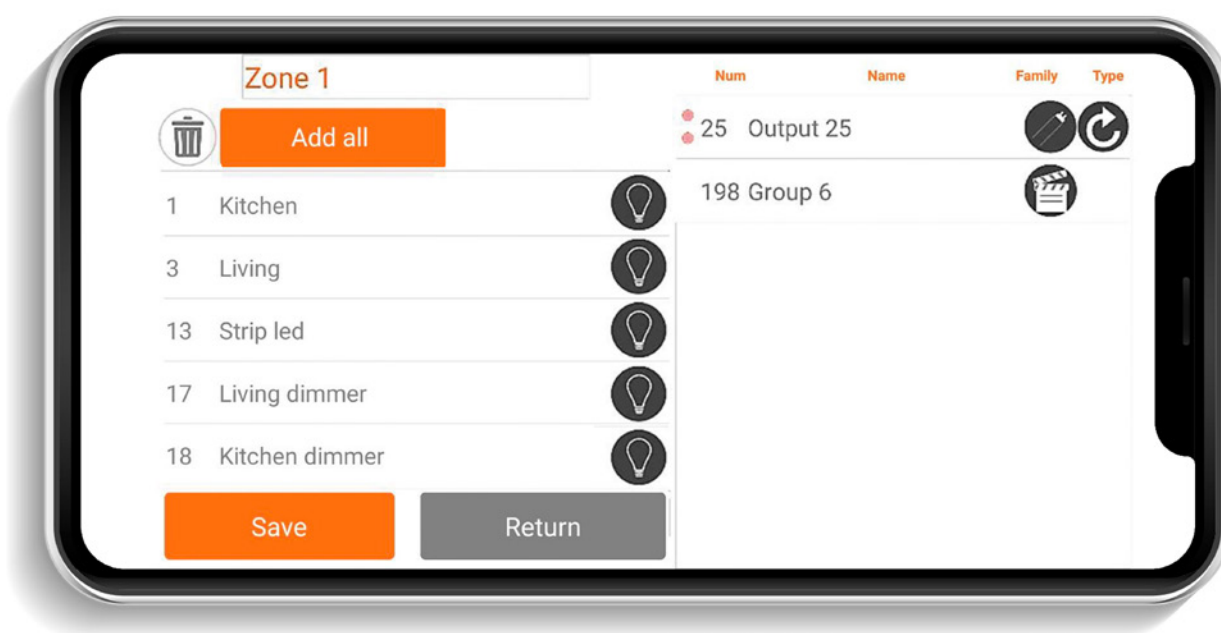 Zone 1
Add all
1 Kitchen
3 Living
13 Strip led
17 Living dimmer
18 Kitchen dimmer
Save Return
Num Name Family Type
25 Output 25
198 Group 6